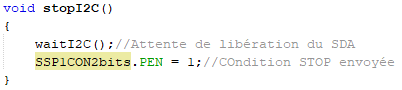 void stopI2C()
{
waitI2C();//Attente de libération du SDA
SSP1CON2bits.PEN = 1;//COndition STOP envoyée
}